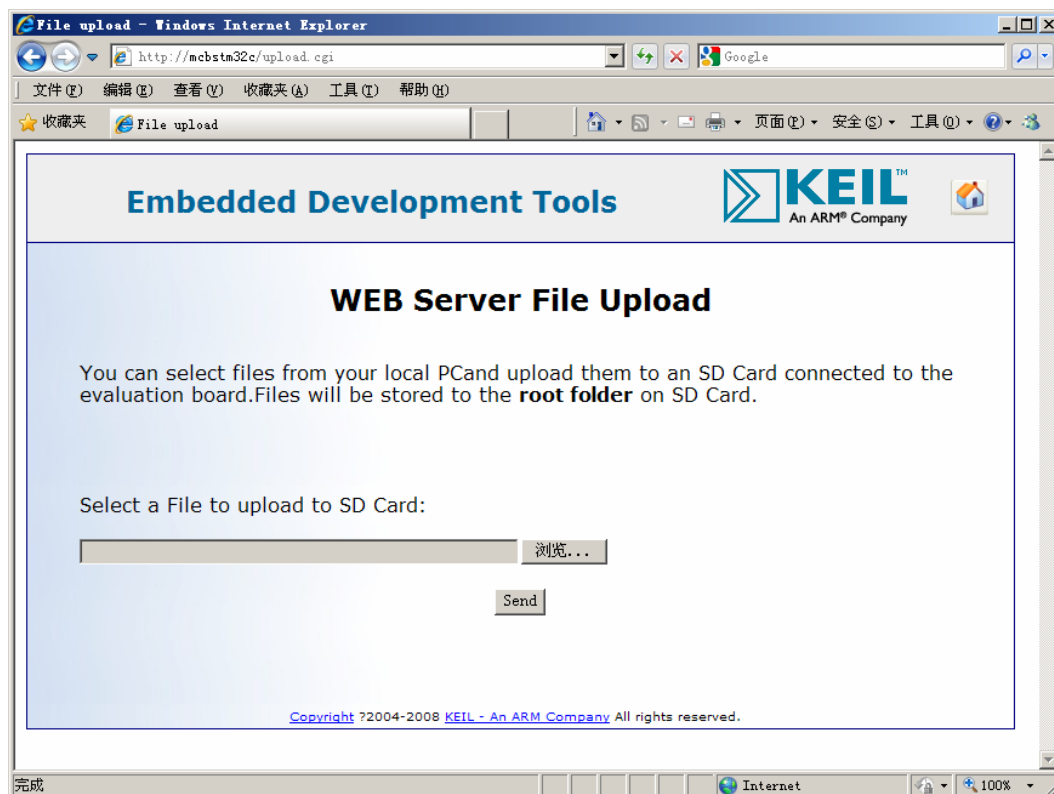 File upload - Windows Internet Explorer
http://mcbstm32c/upload.cgi
Google
文件(F) 编辑(E) 查看(V) 收藏夹(A) 工具(T) 帮助(H)
收藏夹 File upload 页面(P) 安全(S) 工具(O)
Embedded Development Tools
KEIL™
An ARM® Company
WEB Server File Upload
You can select files from your local PCand upload them to an SD Card connected to the
evaluation board.Files will be stored to the root folder on SD Card.
Select a File to upload to SD Card:
浏览...
Send
Copyright ?2004-2008 KEIL - An ARM Company All rights reserved.
完成 Internet 100%